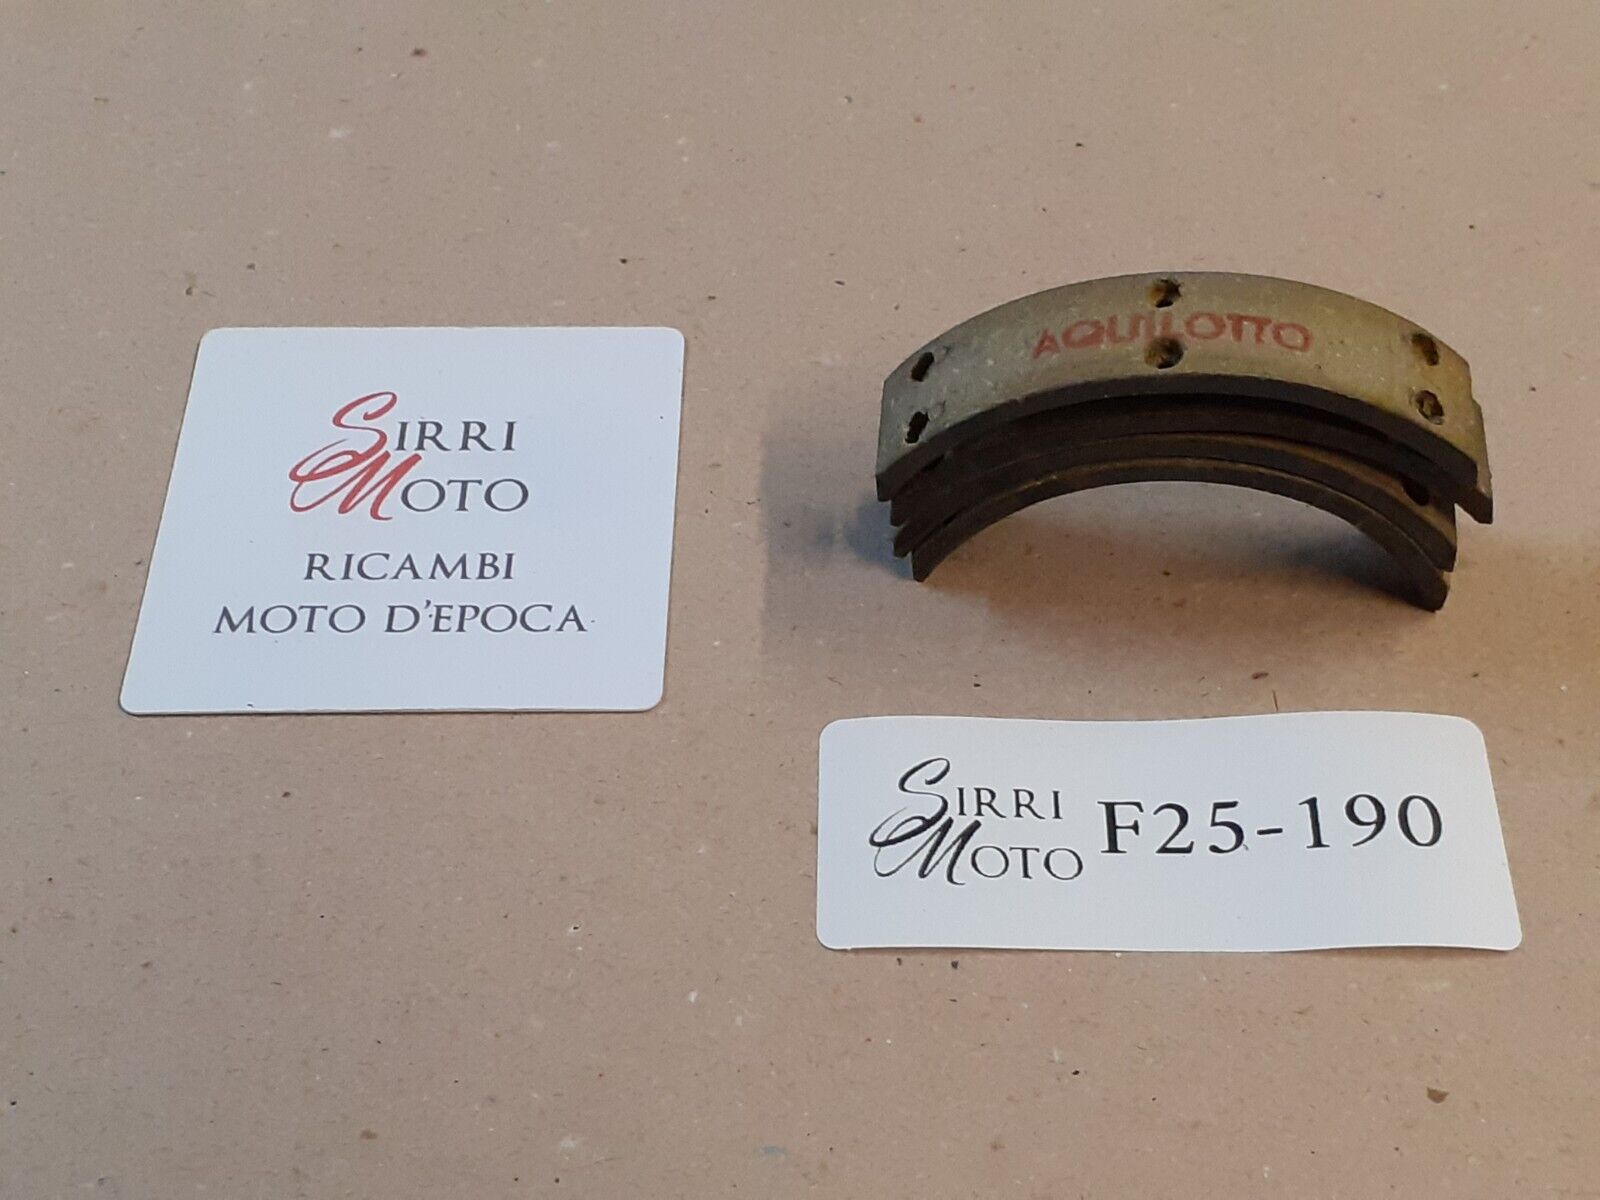 SIRRI
MOTO
RICAMBI
MOTO D'EPOCA
AQUILOTTO
SIRRI
MOTO
F25-190